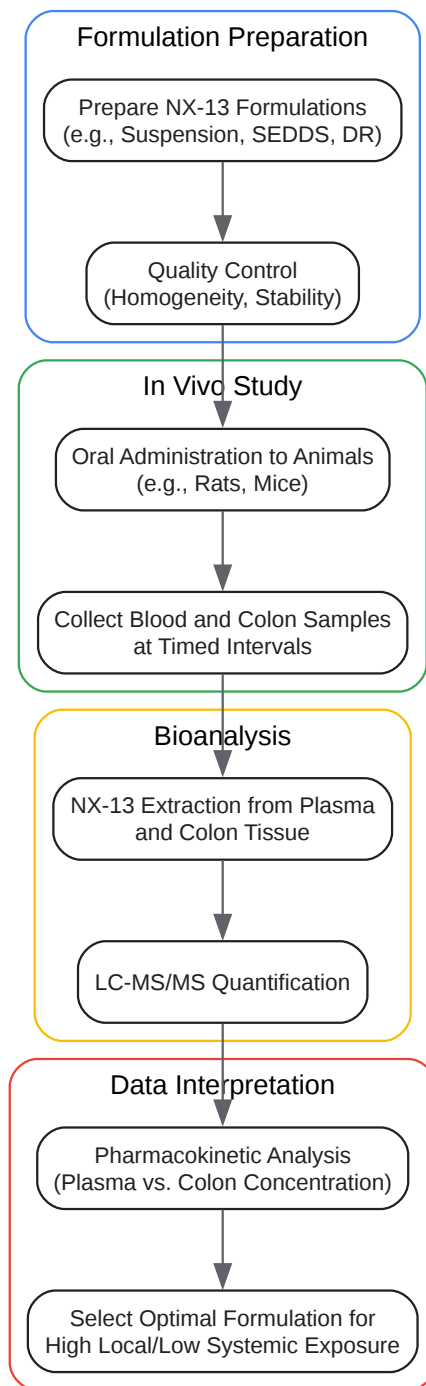 Formulation Preparation
Prepare NX-13 Formulations
(e.g., Suspension, SEDDS, DR)
Quality Control
(Homogeneity, Stability)
In Vivo Study
Oral Administration to Animals
(e.g., Rats, Mice)
Collect Blood and Colon Samples
at Timed Intervals
Bioanalysis
NX-13 Extraction from Plasma
and Colon Tissue
LC-MS/MS Quantification
Data Interpretation
Pharmacokinetic Analysis
(Plasma vs. Colon Concentration)
Select Optimal Formulation for
High Local/Low Systemic Exposure